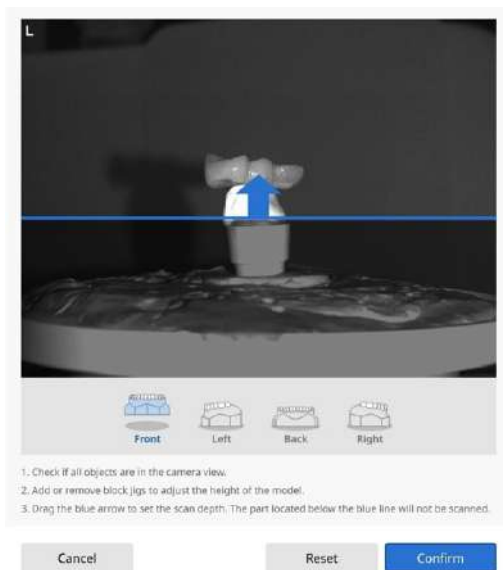 L
Front Left Back Right
1. Check if all objects are in the camera view.
2. Add or remove block jigs to adjust the height of the model.
3. Drag the blue arrow to set the scan depth. The part located below the blue line will not be scanned.
Cancel Reset Confirm